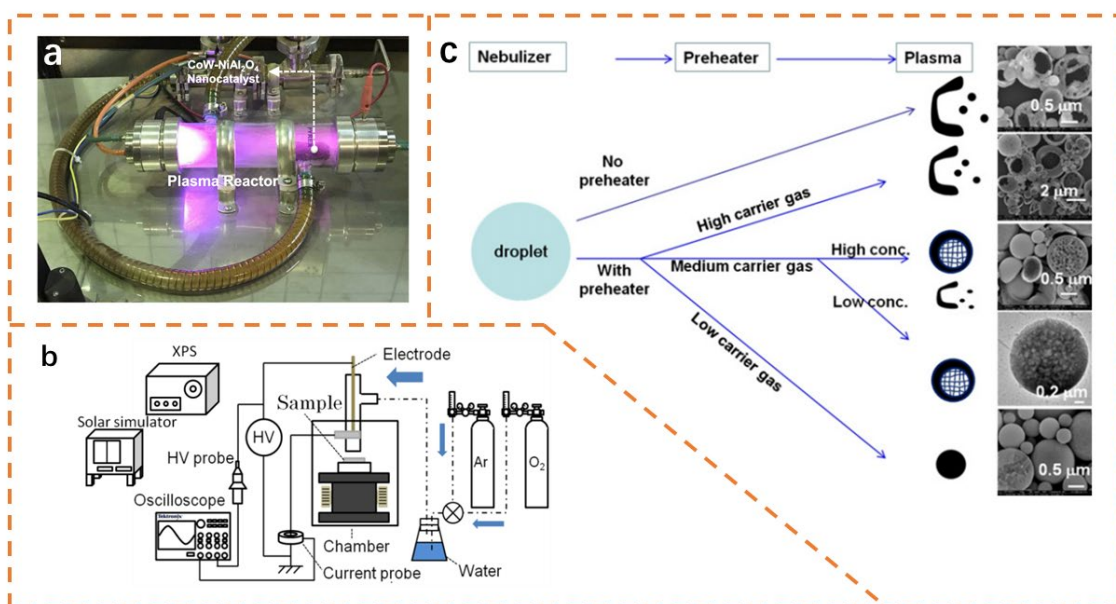 a
CoW-NiAl₂O₄
Nanocatalyst
Plasma Reactor
b
XPS
Solar simulator
HV probe
Oscilloscope
Tektronix
HV
Electrode
Sample
Chamber
Current probe
Ar
O₂
Water
c
Nebulizer
Preheater
Plasma
droplet
No
preheater
With
preheater
High carrier gas
Medium carrier gas
Low carrier gas
High conc.
Low conc.
0.5 μm
2 μm
0.5 μm
0.2 μm
0.5 μm